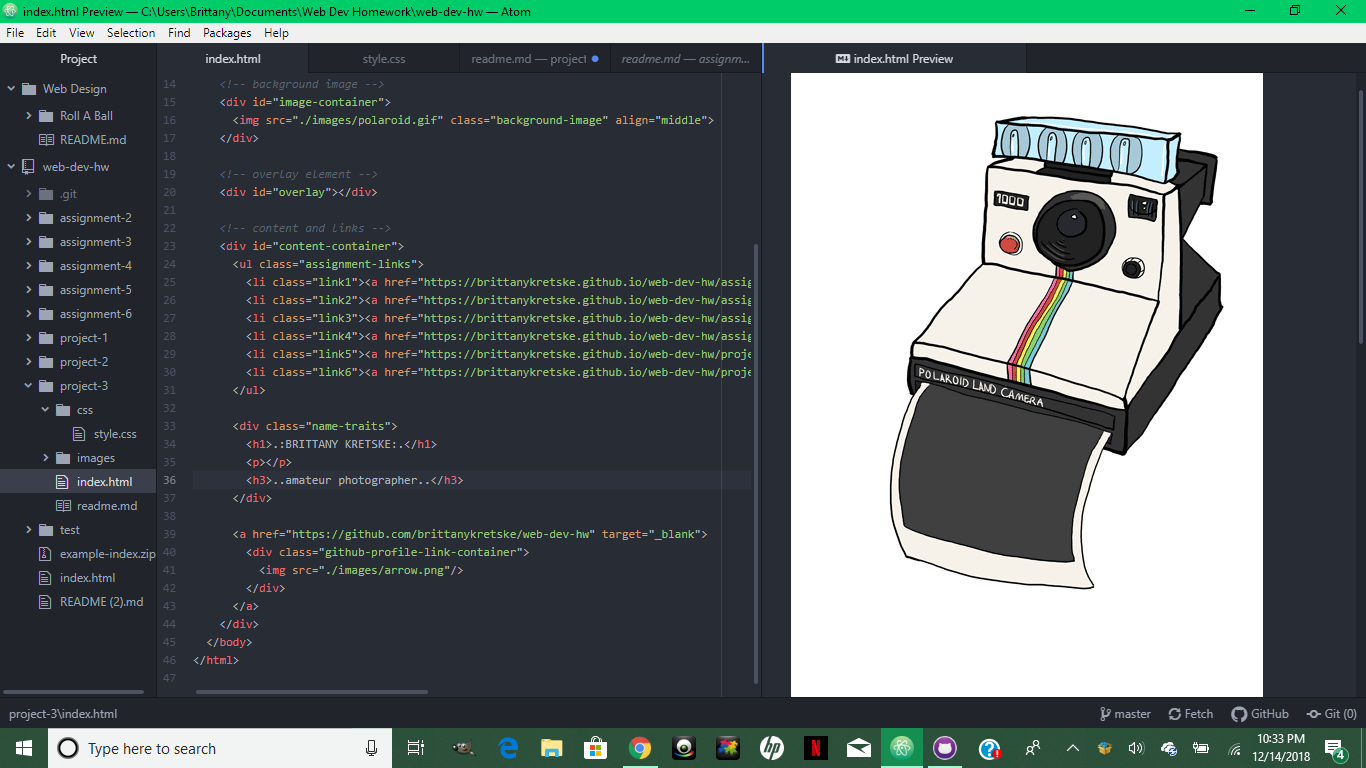 index.html Preview — C:\Users\Brittany\Documents\Web Dev Homework\web-dev-hw — Atom
File Edit View Selection Find Packages Help
Project
index.html
style.css
readme.md — project
readme.md — assignm...
index.html Preview
Web Design
Roll A Ball
README.md
web-dev-hw
.git
assignment-2
assignment-3
assignment-4
assignment-5
assignment-6
project-1
project-2
project-3
css
style.css
images
index.html
readme.md
test
example-index.zip
index.html
README (2).md
14 <!-- background image -->
15 <div id="image-container">
16 <img src="./images/polaroid.gif" class="background-image" align="middle">
17 </div>
18
19 <!-- overlay element -->
20 <div id="overlay"></div>
21
22 <!-- content and links -->
23 <div id="content-container">
24 <ul class="assignment-links">
25 <li class="link1"><a href="https://brittanykretske.github.io/web-dev-hw/assig
26 <li class="link2"><a href="https://brittanykretske.github.io/web-dev-hw/assig
27 <li class="link3"><a href="https://brittanykretske.github.io/web-dev-hw/assig
28 <li class="link4"><a href="https://brittanykretske.github.io/web-dev-hw/assig
29 <li class="link5"><a href="https://brittanykretske.github.io/web-dev-hw/proje
30 <li class="link6"><a href="https://brittanykretske.github.io/web-dev-hw/proje
31 </ul>
32
33 <div class="name-traits">
34 <h1>.:BRITTANY KRETSKE:.</h1>
35 <p></p>
36 <h3>..amateur photographer..</h3>
37 </div>
38
39 <a href="https://github.com/brittanykretske/web-dev-hw" target="_blank">
40 <div class="github-profile-link-container">
41 <img src="./images/arrow.png"/>
42 </div>
43 </a>
44 </div>
45 </body>
46 </html>
47
1000
POLAROID LAND CAMERA
project-3\index.html
master Fetch GitHub Git (0)
Type here to search
hp
N
10:33 PM
12/14/2018
4